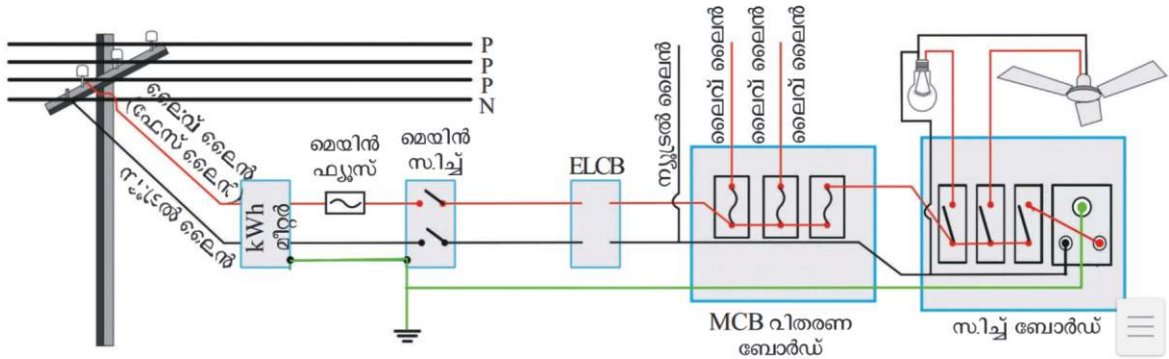 P
P
P
N
ലൈവ് ലൈൻ
(ഫേസ് ലൈൻ)
ന്യൂട്രൽ ലൈൻ
kWh
മീറ്റർ
മെയിൻ
ഫ്യൂസ്
മെയിൻ
സ്വിച്ച്
ELCB
ന്യൂട്രൽ ലൈൻ
ലൈവ് ലൈൻ
ലൈവ് ലൈൻ
ലൈവ് ലൈൻ
MCB വിതരണ
ബോർഡ്
സ്വിച്ച് ബോർഡ്